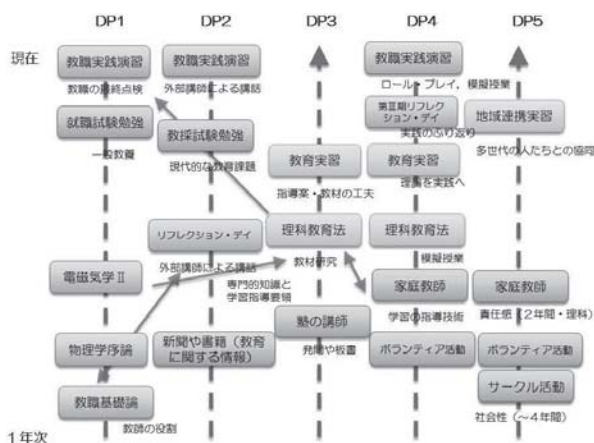 DP1
DP2
DP3
DP4
DP5
現在
教職実践演習
教職の最終点検
教職実践演習
外部講師による講話
教職実践演習
ロール・プレイ，模擬授業
就職試験勉強
一般教養
教採試験勉強
現代的な教育課題
第Ⅲ期リフレク
ション・デイ
実践のふり返り
地域連携実習
多世代の人たちとの協同
教育実習
指導案・教材の工夫
教育実習
理論を実践へ
リフレクション・デイ
外部講師による講話
理科教育法
教材研究
理科教育法
模擬授業
電磁気学Ⅱ
専門的知識と
学習指導要領
家庭教師
学習の指導技術
家庭教師
責任感（２年間・理科）
塾の講師
発問や板書
物理学序論
新聞や書籍（教育
に関する情報）
ボランティア活動
ボランティア活動
教職基礎論
教師の役割
サークル活動
社会性（～４年間）
１年次